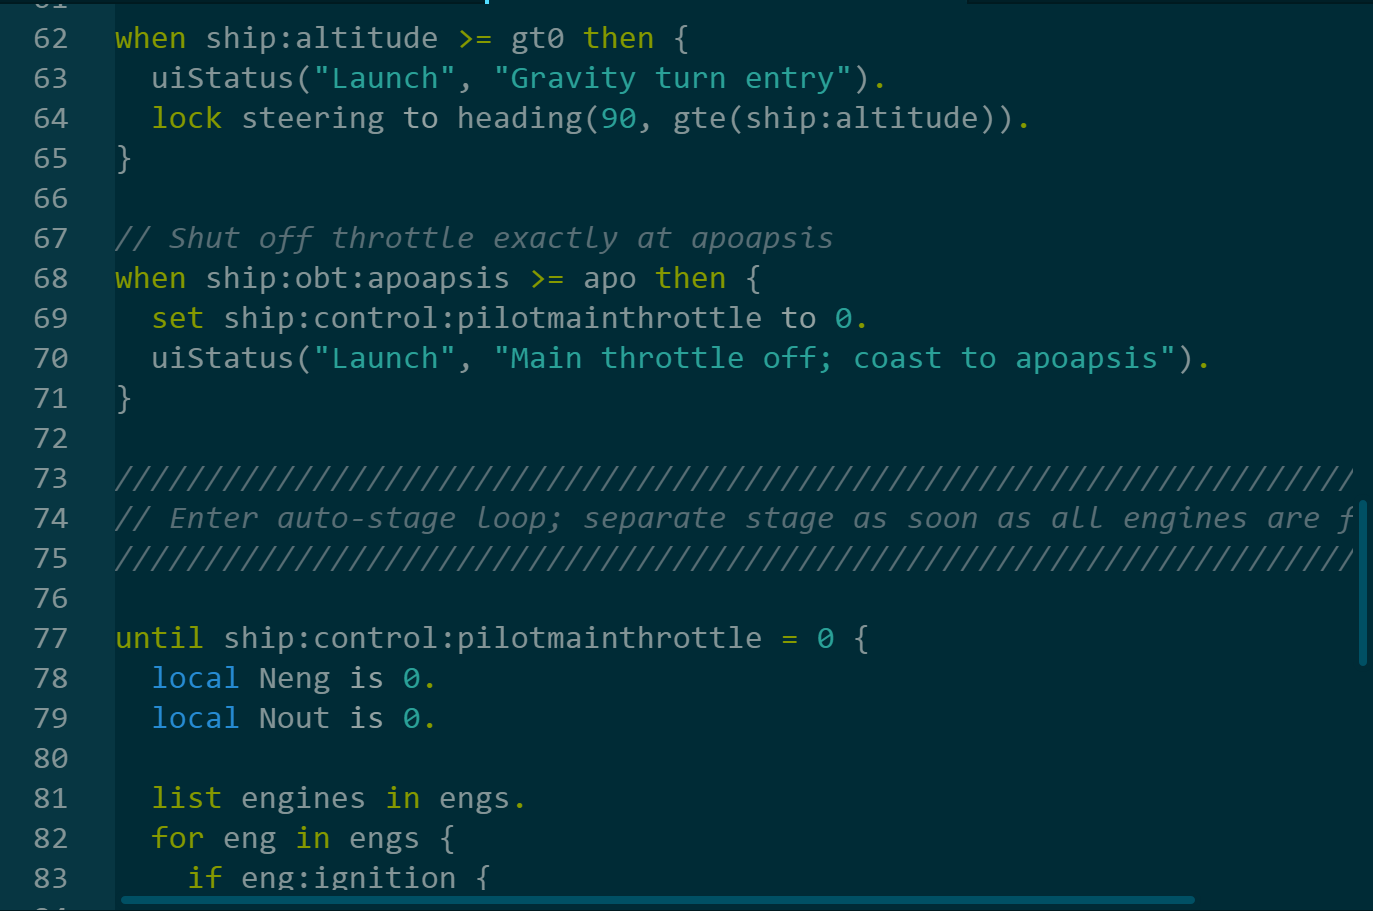 62 when ship:altitude >= gt0 then {
63 uiStatus("Launch", "Gravity turn entry").
64 lock steering to heading(90, gte(ship:altitude)).
65 }
66
67 // Shut off throttle exactly at apoapsis
68 when ship:obt:apoapsis >= apo then {
69 set ship:control:pilotmainthrottle to 0.
70 uiStatus("Launch", "Main throttle off; coast to apoapsis").
71 }
72
73 /////////////////////////////////////////////////////////////////////
74 // Enter auto-stage loop; separate stage as soon as all engines are f
75 /////////////////////////////////////////////////////////////////////
76
77 until ship:control:pilotmainthrottle = 0 {
78 local Neng is 0.
79 local Nout is 0.
80
81 list engines in engs.
82 for eng in engs {
83 if eng:ignition {